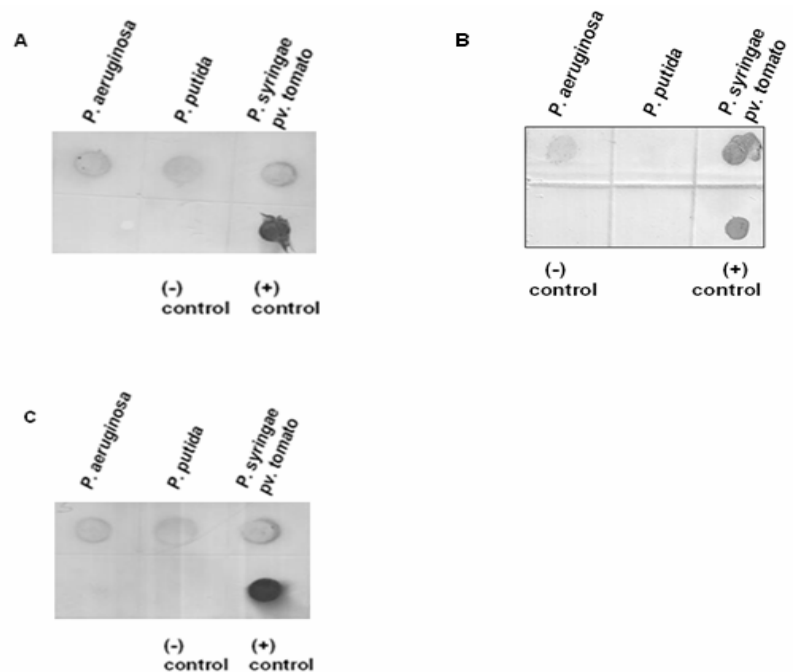 A
P. aeruginosa
P. putida
P. syringae
pv. tomato
(-)
control
(+)
control
B
P. aeruginosa
P. putida
P. syringae
pv. tomato
(-)
control
(+)
control
C
P. aeruginosa
P. putida
P. syringae
pv. tomato
(-)
control
(+)
control